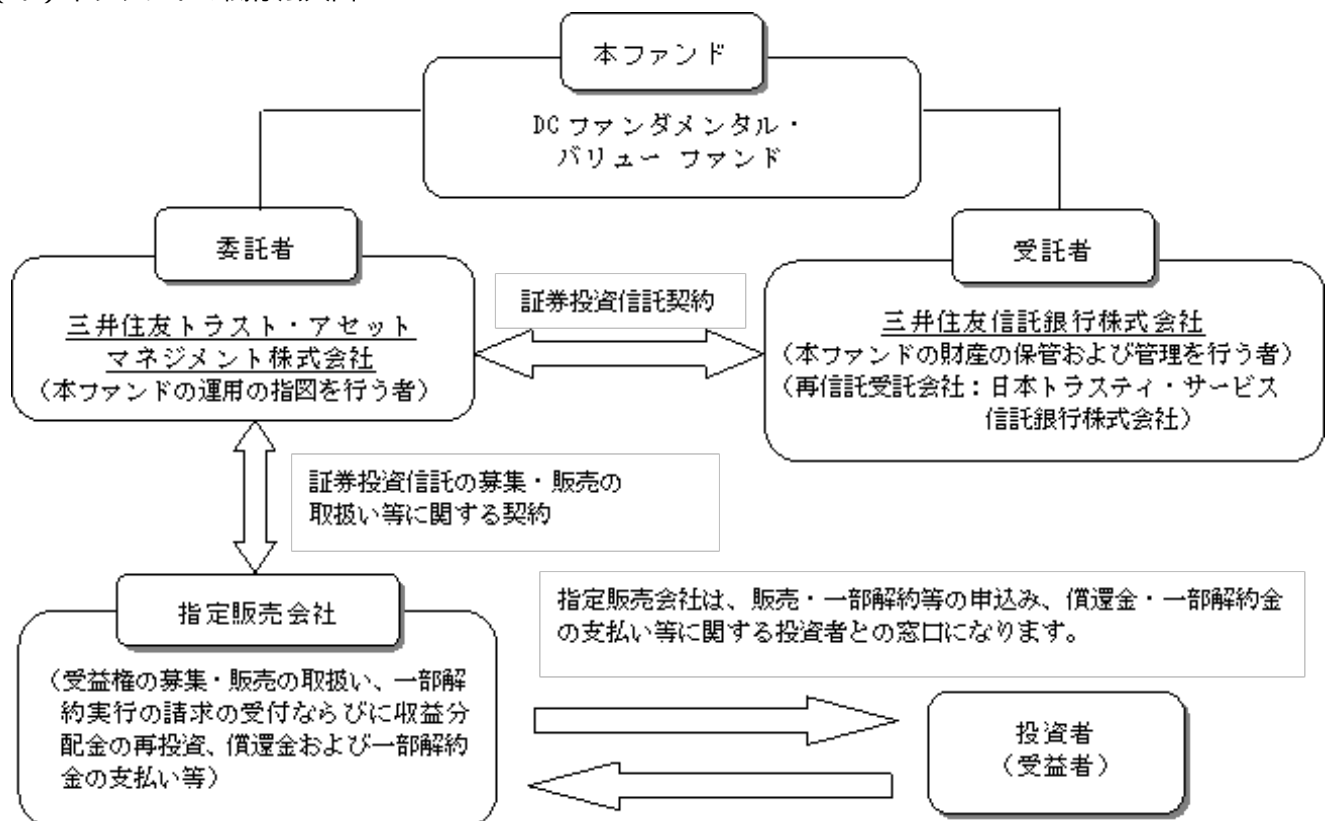 本ファンド
DCファンダメンタル・
バリュー ファンド
委託者
三井住友トラスト・アセット
マネジメント株式会社
（本ファンドの運用の指図を行う者）
証券投資信託契約
受託者
三井住友信託銀行株式会社
（本ファンドの財産の保管および管理を行う者）
（再信託受託会社：日本トラスティ・サービス
信託銀行株式会社）
証券投資信託の募集・販売の
取扱い等に関する契約
指定販売会社
（受益権の募集・販売の取扱い、一部解
約実行の請求の受付ならびに収益分
配金の再投資、償還金および一部解約
金の支払い等）
指定販売会社は、販売・一部解約等の申込み、償還金・一部解約金
の支払い等に関する投資者との窓口になります。
投資者
（受益者）